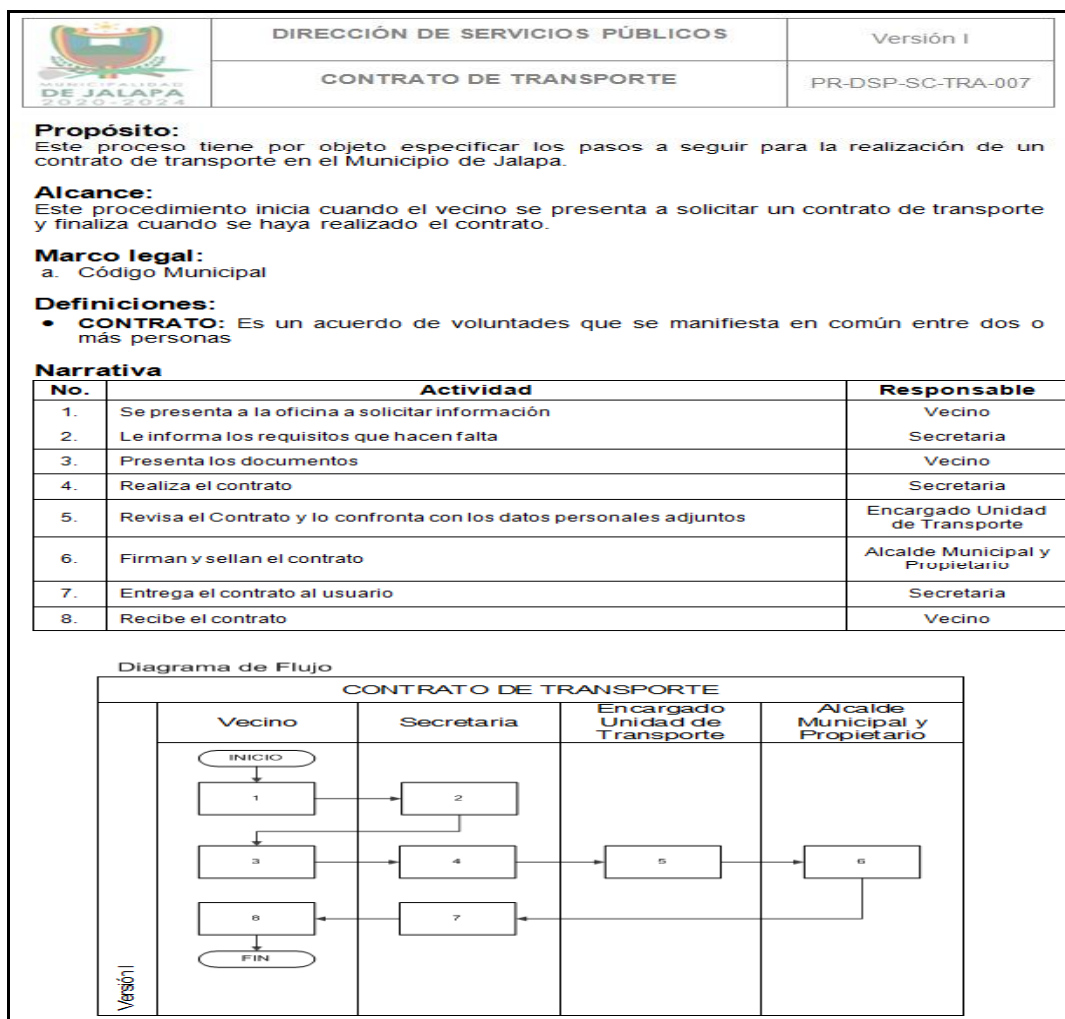 MUNICIPALIDAD
DE JALAPA
2020-2024
DIRECCIÓN DE SERVICIOS PÚBLICOS
Versión I
CONTRATO DE TRANSPORTE
PR-DSP-SC-TRA-007
Propósito:
Este proceso tiene por objeto especificar los pasos a seguir para la realización de un
contrato de transporte en el Municipio de Jalapa.
Alcance:
Este procedimiento inicia cuando el vecino se presenta a solicitar un contrato de transporte
y finaliza cuando se haya realizado el contrato.
Marco legal:
a. Código Municipal
Definiciones:
• CONTRATO: Es un acuerdo de voluntades que se manifiesta en común entre dos o
más personas
Narrativa
No. Actividad Responsable
1. Se presenta a la oficina a solicitar información Vecino
2. Le informa los requisitos que hacen falta Secretaria
3. Presenta los documentos Vecino
4. Realiza el contrato Secretaria
5. Revisa el Contrato y lo confronta con los datos personales adjuntos Encargado Unidad
de Transporte
6. Firman y sellan el contrato Alcalde Municipal y
Propietario
7. Entrega el contrato al usuario Secretaria
8. Recibe el contrato Vecino
Diagrama de Flujo
CONTRATO DE TRANSPORTE
Vecino
Secretaria
Encargado
Unidad de
Transporte
Alcalde
Municipal y
Propietario
INICIO
1
2
3
4
5
6
8
7
FIN
Versión I